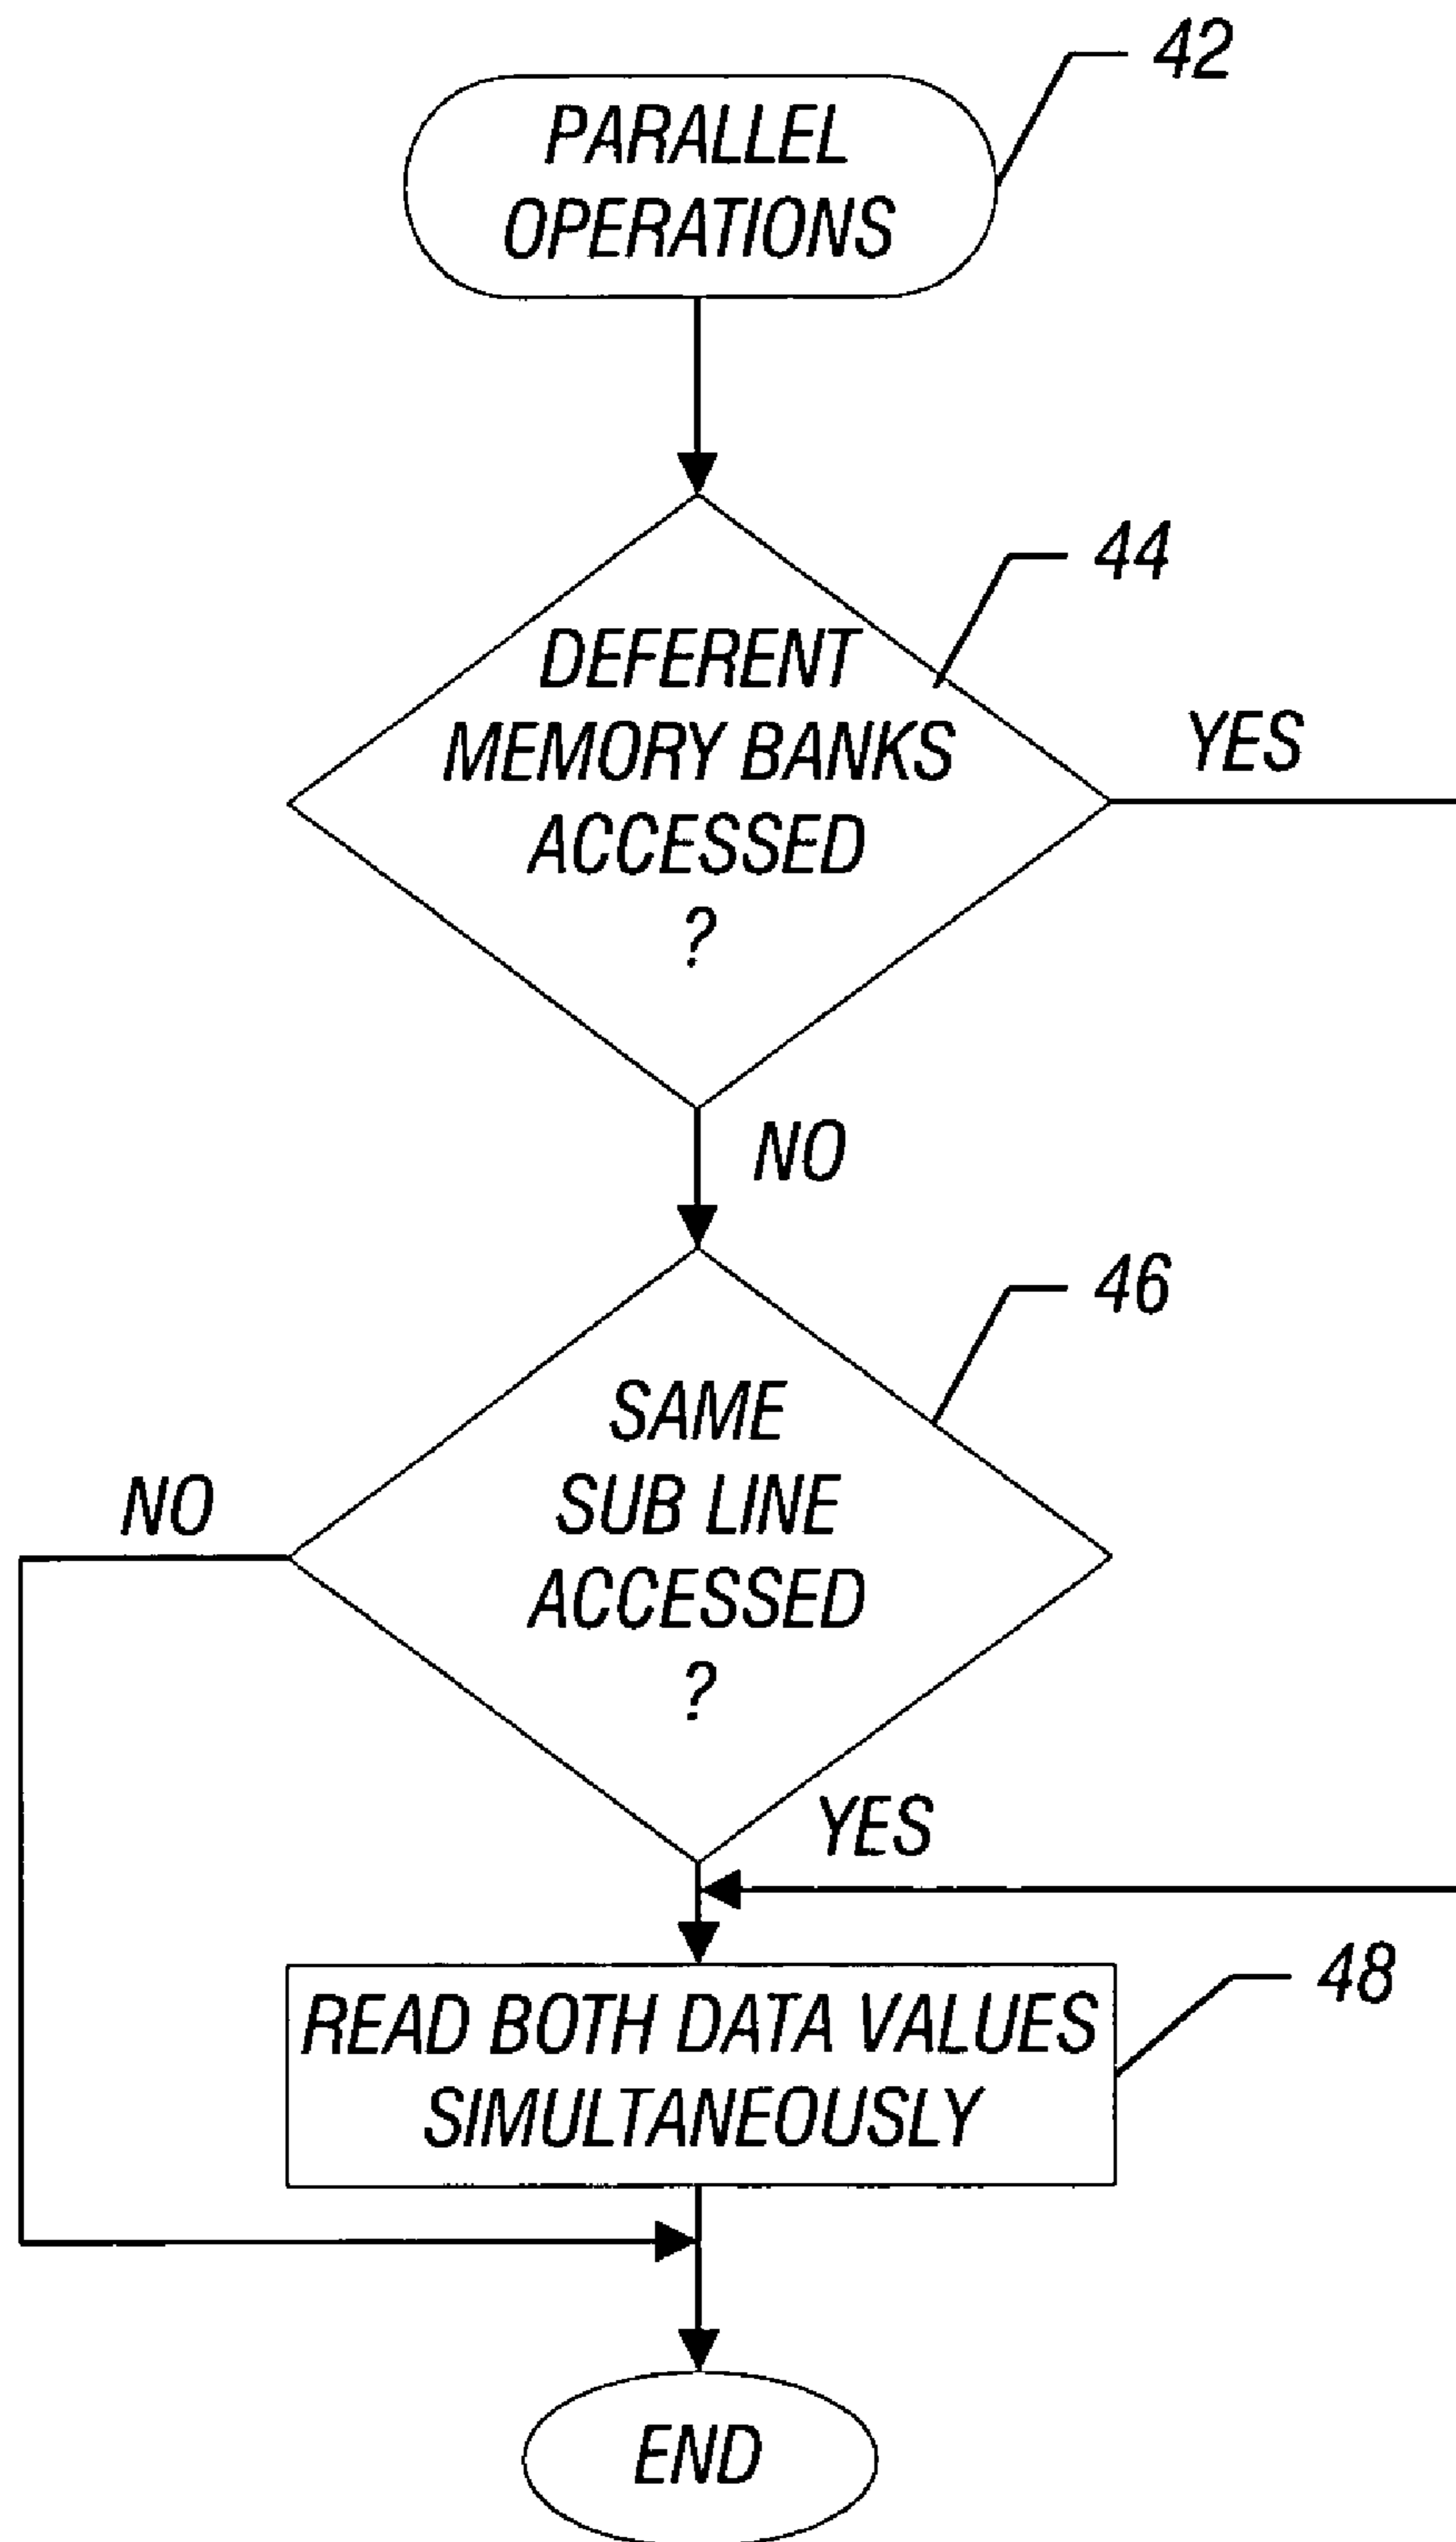 42
PARALLEL
OPERATIONS
44
DEFERENT
MEMORY BANKS
ACCESSED
?
YES
NO
46
SAME
SUB LINE
ACCESSED
?
NO
YES
48
READ BOTH DATA VALUES
SIMULTANEOUSLY
END